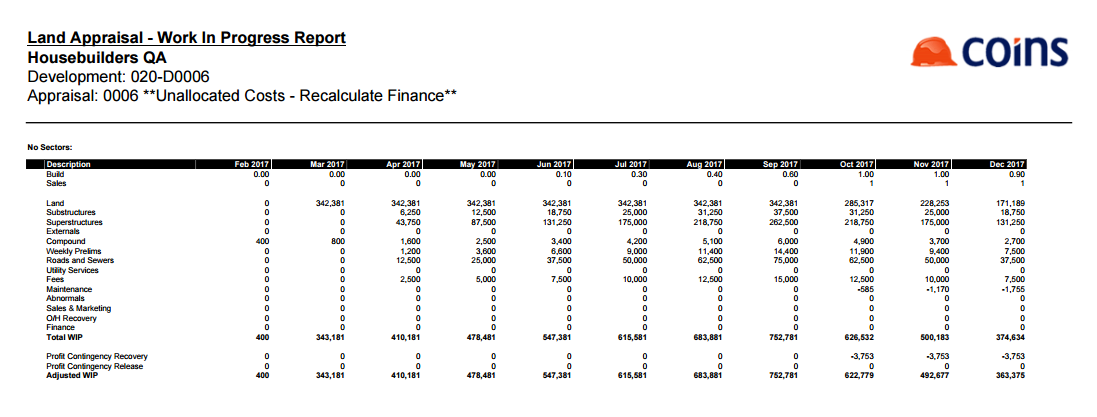 Land Appraisal - Work In Progress Report
Housebuilders QA
Development: 020-D0006
Appraisal: 0006 **Unallocated Costs - Recalculate Finance**
coins
No Sectors:
Description Feb 2017 Mar 2017 Apr 2017 May 2017 Jun 2017 Jul 2017 Aug 2017 Sep 2017 Oct 2017 Nov 2017 Dec 2017
Build 0.00 0.00 0.00 0.00 0.10 0.30 0.40 0.60 1.00 1.00 0.90
Sales 0 0 0 0 0 0 0 0 1 1 1
Land 0 342,381 342,381 342,381 342,381 342,381 342,381 342,381 285,317 228,253 171,189
Substructures 0 0 6,250 12,500 18,750 25,000 31,250 37,500 31,250 25,000 18,750
Superstructures 0 0 43,750 87,500 131,250 175,000 218,750 262,500 218,750 175,000 131,250
Externals 0 0 0 0 0 0 0 0 0 0 0
Compound 400 800 1,600 2,500 3,400 4,200 5,100 6,000 4,900 3,700 2,700
Weekly Prelims 0 0 1,200 3,600 6,600 9,000 11,400 14,400 11,900 9,400 7,500
Roads and Sewers 0 0 12,500 25,000 37,500 50,000 62,500 75,000 62,500 50,000 37,500
Utility Services 0 0 0 0 0 0 0 0 0 0 0
Fees 0 0 2,500 5,000 7,500 10,000 12,500 15,000 12,500 10,000 7,500
Maintenance 0 0 0 0 0 0 0 0 -585 -1,170 -1,755
Abnormals 0 0 0 0 0 0 0 0 0 0 0
Sales & Marketing 0 0 0 0 0 0 0 0 0 0 0
O/H Recovery 0 0 0 0 0 0 0 0 0 0 0
Finance 0 0 0 0 0 0 0 0 0 0 0
Total WIP 400 343,181 410,181 478,481 547,381 615,581 683,881 752,781 626,532 500,183 374,634
Profit Contingency Recovery 0 0 0 0 0 0 0 0 -3,753 -3,753 -3,753
Profit Contingency Release 0 0 0 0 0 0 0 0 0 0 0
Adjusted WIP 400 343,181 410,181 478,481 547,381 615,581 683,881 752,781 622,779 492,677 363,375